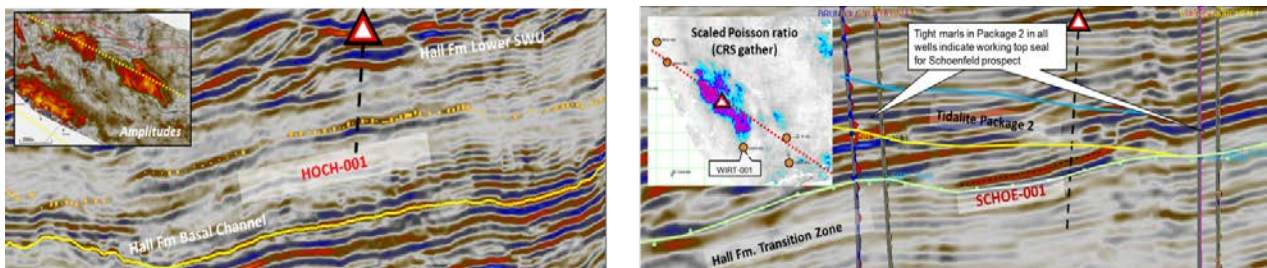 Hall Fm Lower SWU
Amplitudes
HOCH-001
Hall Fm Basal Channel
Scaled Poisson ratio
(CRS gather)
WIRT-001
Tight marls in Package 2 in all
wells indicate working top seal
for Schoenfeld prospect
Tidalite Package 2
SCHOE-001
Hall Fm. Transition Zone